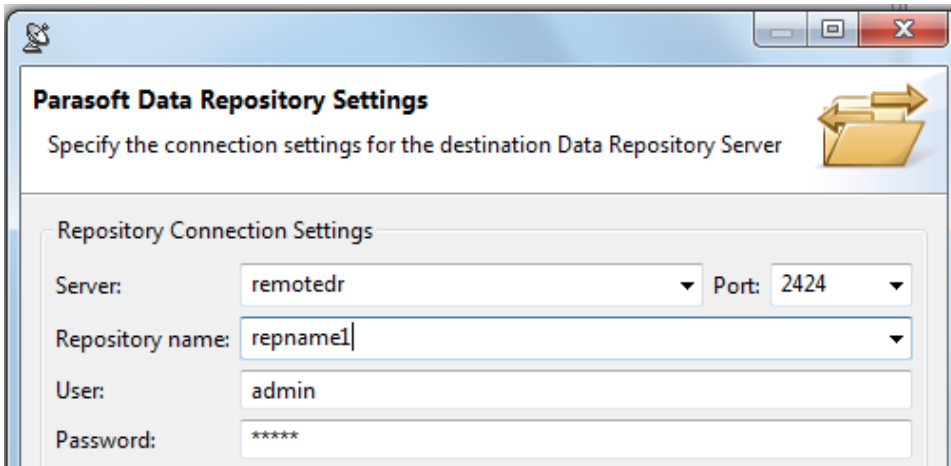 Parasoft Data Repository Settings
Specify the connection settings for the destination Data Repository Server
Repository Connection Settings
Server: remotedr Port: 2424
Repository name: repname1
User: admin
Password: *****